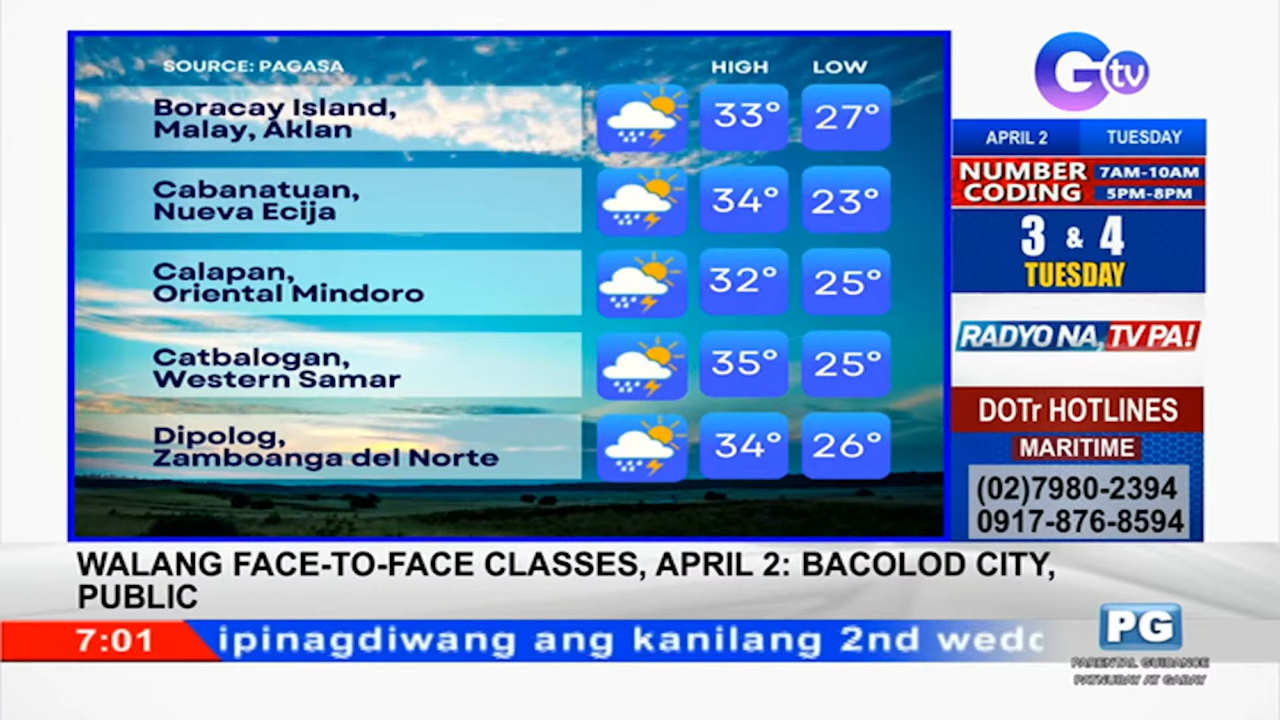 SOURCE: PAGASA
HIGH LOW
Boracay Island,
Malay, Aklan
33° 27°
Cabanatuan,
Nueva Ecija
34° 23°
Calapan,
Oriental Mindoro
32° 25°
Catbalogan,
Western Samar
35° 25°
Dipolog,
Zamboanga del Norte
34° 26°
Gtv
APRIL 2 TUESDAY
NUMBER
CODING
7AM-10AM
5PM-8PM
3 & 4
TUESDAY
RADYO NA, TV PA!
DOTr HOTLINES
MARITIME
(02)7980-2394
0917-876-8594
WALANG FACE-TO-FACE CLASSES, APRIL 2: BACOLOD CITY,
PUBLIC
7:01 ipinagdiwang ang kanilang 2nd wedd
PG
PARENTAL GUIDANCE
PATNUBAY AT GABAY